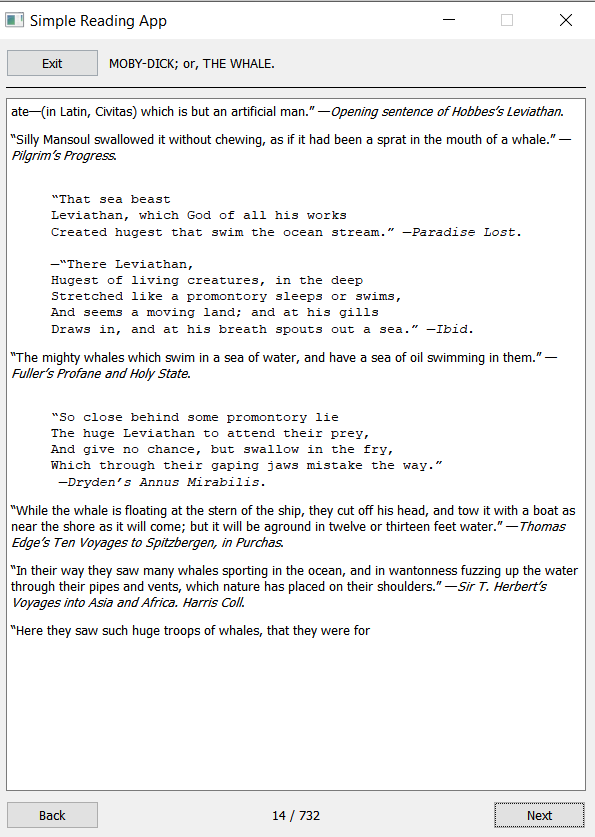 Simple Reading App
Exit
MOBY-DICK; or, THE WHALE.
ate—(in Latin, Civitas) which is but an artificial man.” —Opening sentence of Hobbes’s Leviathan.
“Silly Mansoul swallowed it without chewing, as if it had been a sprat in the mouth of a whale.” —
Pilgrim’s Progress.
“That sea beast
Leviathan, which God of all his works
Created hugest that swim the ocean stream.” —Paradise Lost.
—“There Leviathan,
Hugest of living creatures, in the deep
Stretched like a promontory sleeps or swims,
And seems a moving land; and at his gills
Draws in, and at his breath spouts out a sea.” —Ibid.
“The mighty whales which swim in a sea of water, and have a sea of oil swimming in them.” —
Fuller’s Profane and Holy State.
“So close behind some promontory lie
The huge Leviathan to attend their prey,
And give no chance, but swallow in the fry,
Which through their gaping jaws mistake the way.”
—Dryden’s Annus Mirabilis.
“While the whale is floating at the stern of the ship, they cut off his head, and tow it with a boat as
near the shore as it will come; but it will be aground in twelve or thirteen feet water.” —Thomas
Edge’s Ten Voyages to Spitzbergen, in Purchas.
“In their way they saw many whales sporting in the ocean, and in wantonness fuzzing up the water
through their pipes and vents, which nature has placed on their shoulders.” —Sir T. Herbert’s
Voyages into Asia and Africa. Harris Coll.
“Here they saw such huge troops of whales, that they were for
Back
14 / 732
Next